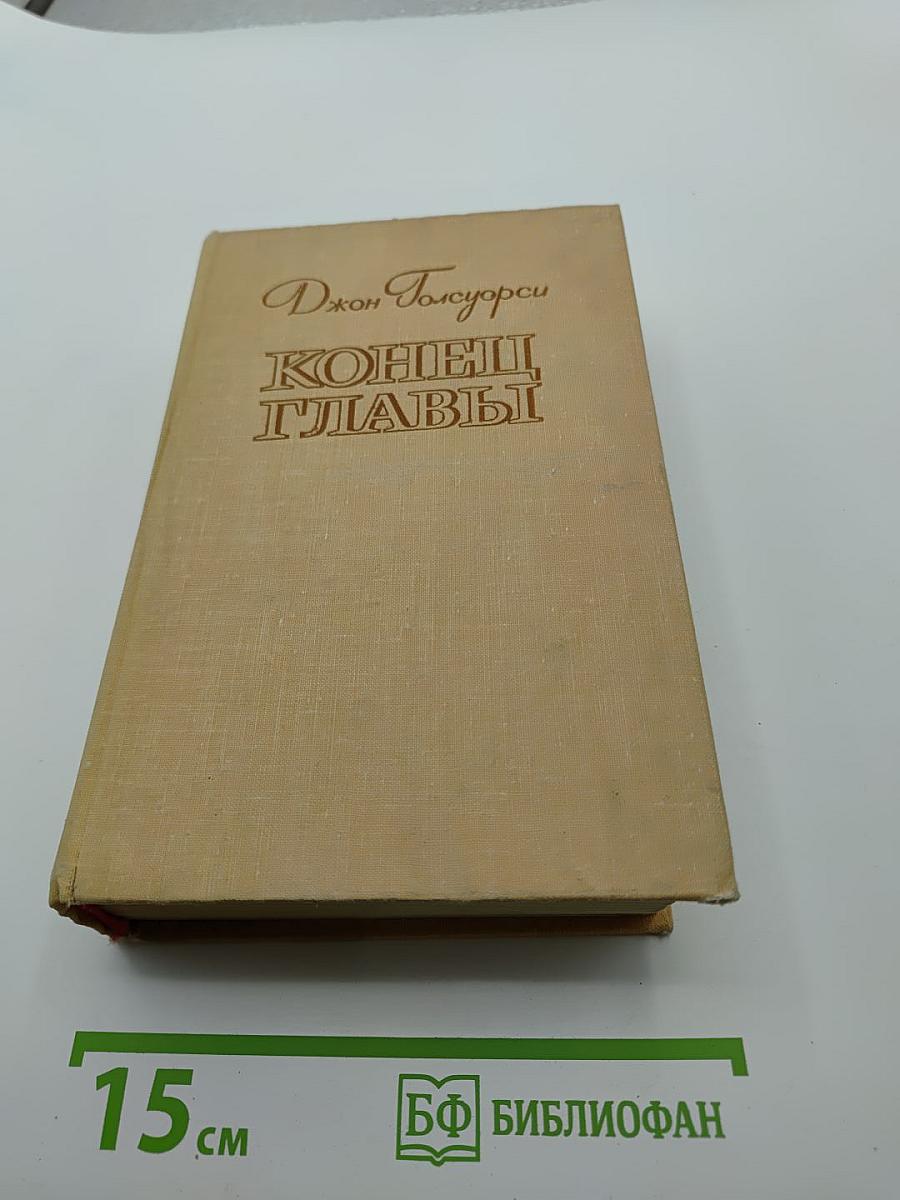 Джон Голсуорси
КОНЕЦ
ГЛАВЫ
15 см
БФ БИБЛИОФАН